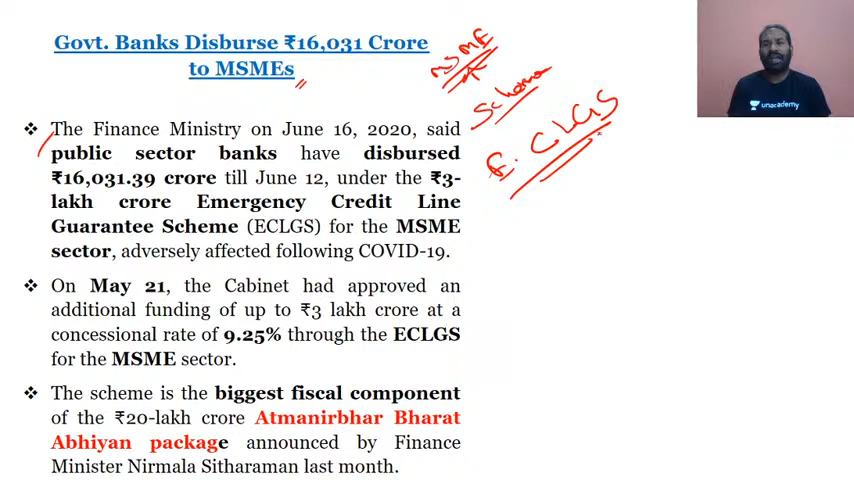 Govt. Banks Disburse ₹16,031 Crore
to MSMEs
❖ The Finance Ministry on June 16, 2020, said
public sector banks have disbursed
₹16,031.39 crore till June 12, under the ₹3-
lakh crore Emergency Credit Line
Guarantee Scheme (ECLGS) for the MSME
sector, adversely affected following COVID-19.
❖ On May 21, the Cabinet had approved an
additional funding of up to ₹3 lakh crore at a
concessional rate of 9.25% through the ECLGS
for the MSME sector.
❖ The scheme is the biggest fiscal component
of the ₹20-lakh crore Atmanirbhar Bharat
Abhiyan package announced by Finance
Minister Nirmala Sitharaman last month.
MSME
Scheme
E. CLGS
unacademy